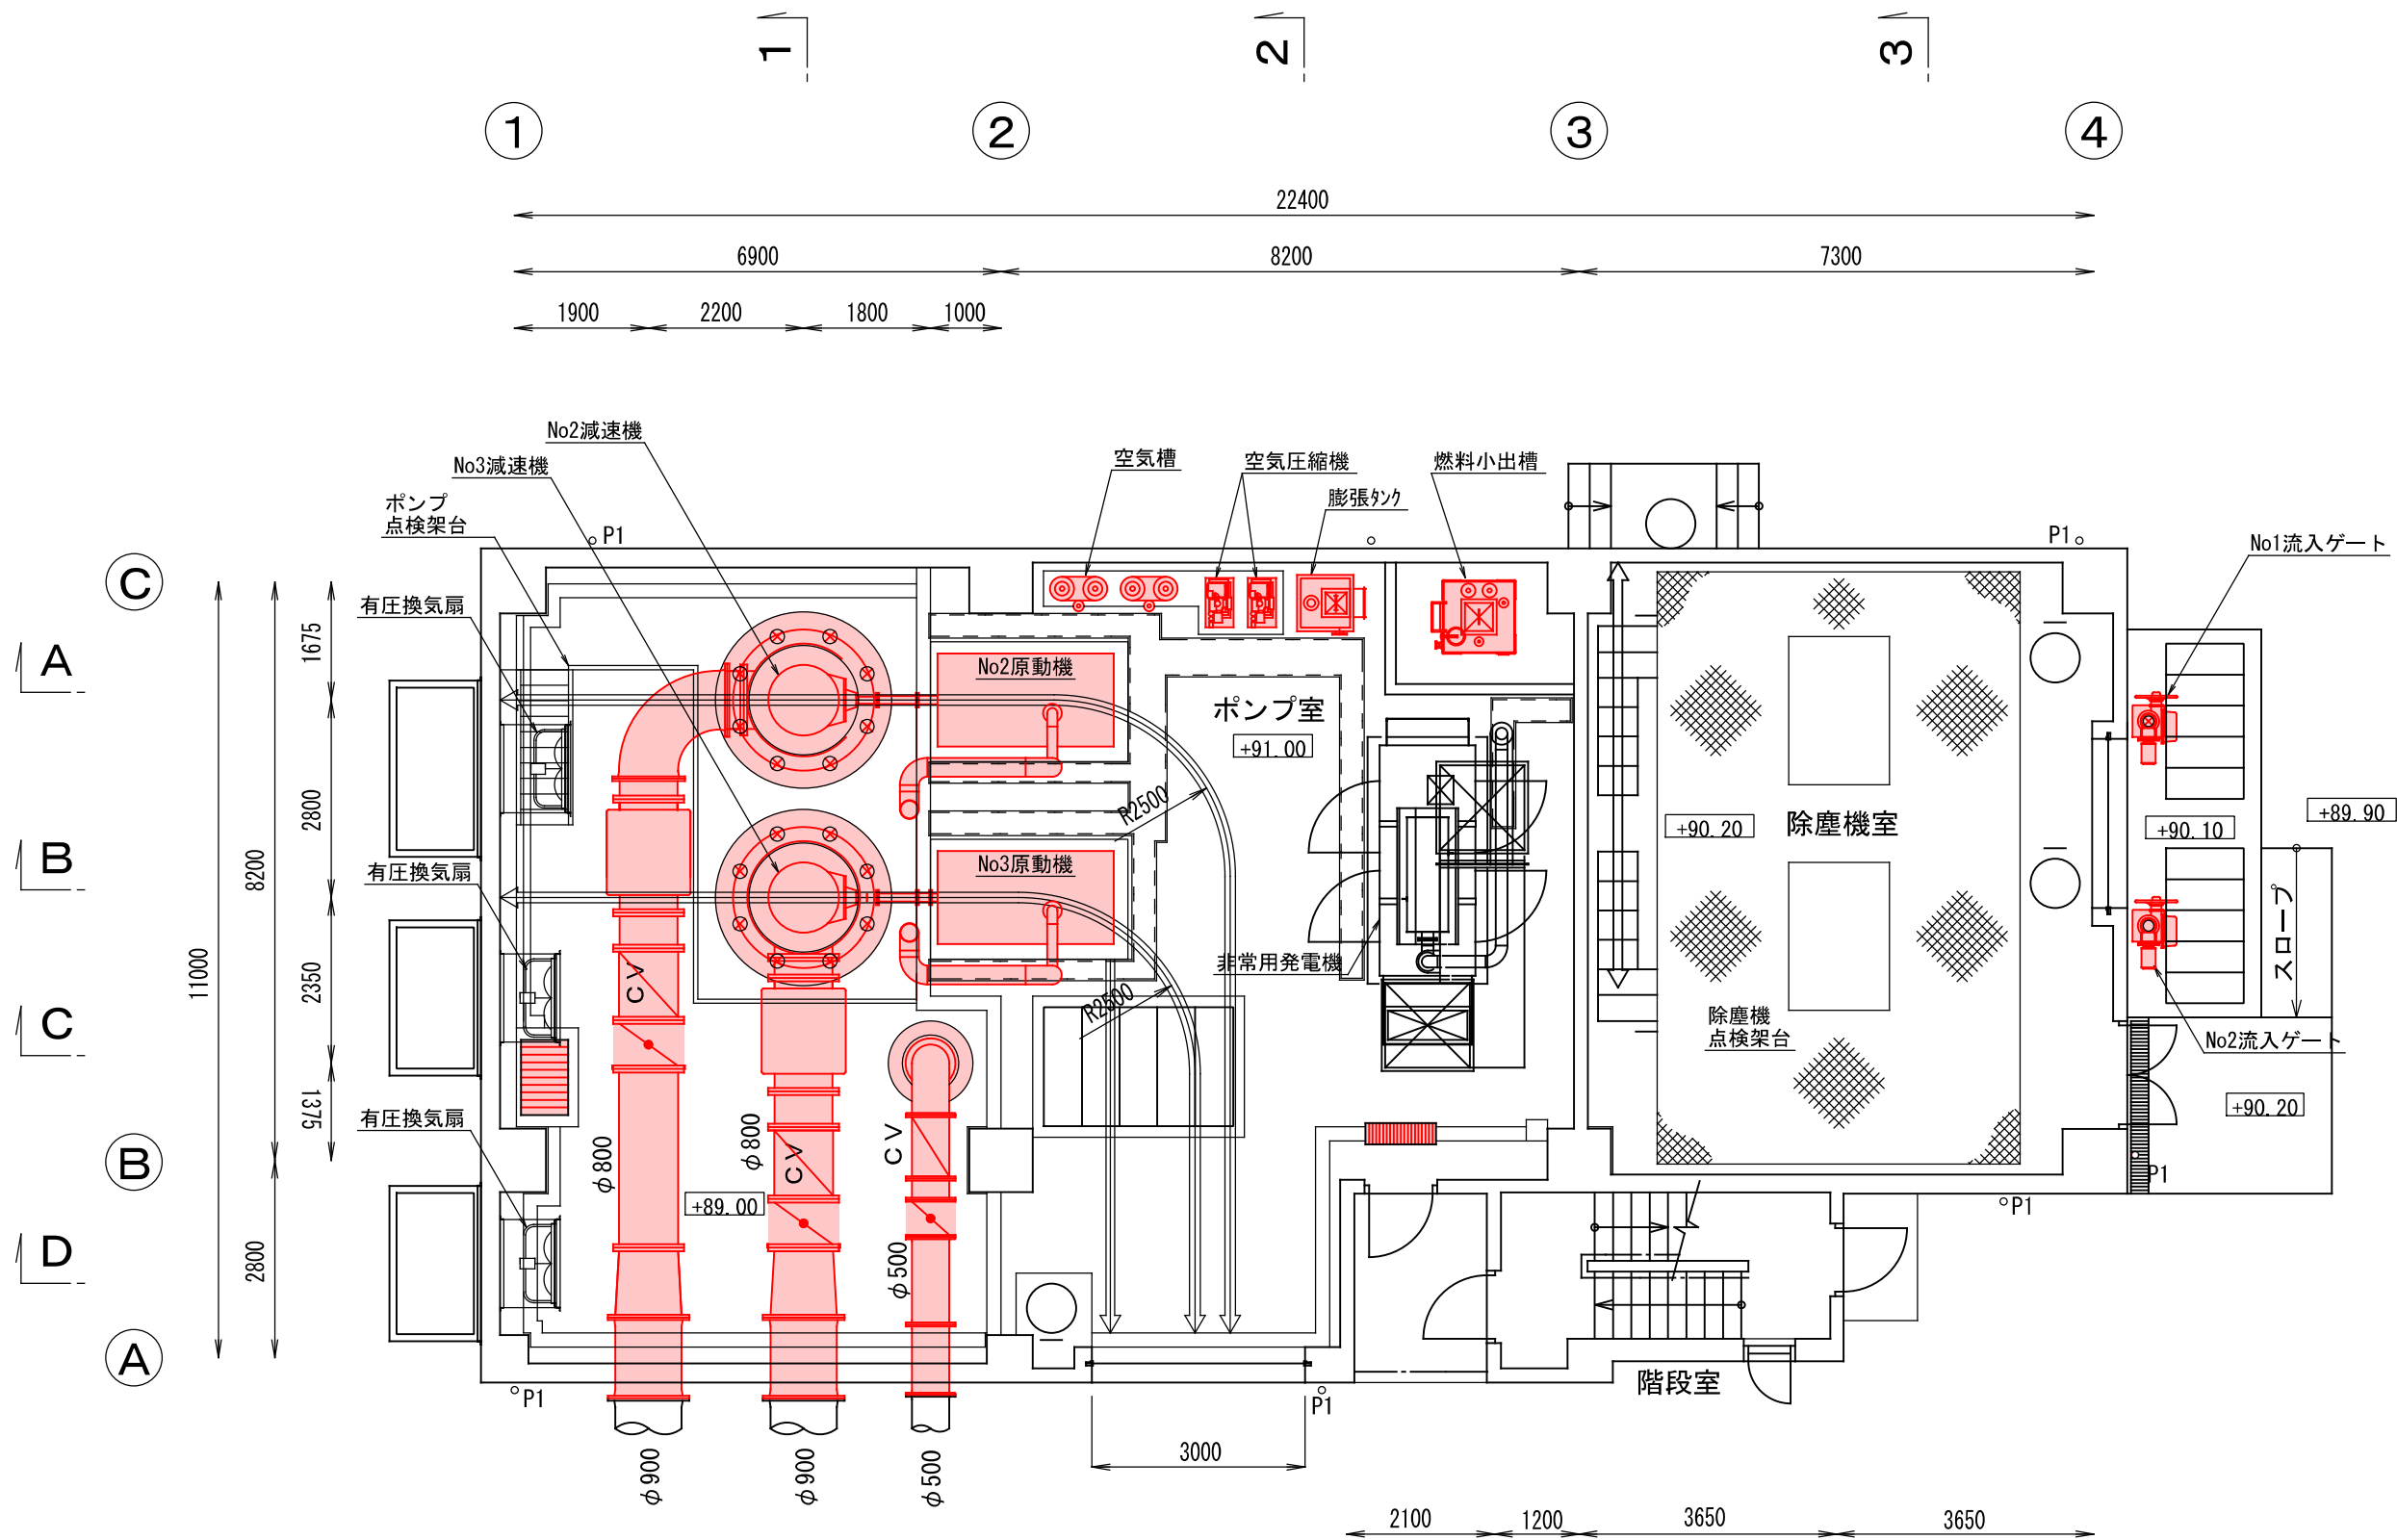 1
2
3
1
2
3
4
22400
6900
8200
7300
1900
2200
1800
1000
No2減速機
No3減速機
ポンプ
点検架台
空気槽
空気圧縮機
膨張ﾀﾝｸ
燃料小出槽
P1
P1
No1流入ゲート
C
有圧換気扇
A
1675
No2原動機
ポンプ室
+91.00
2800
R2500
除塵機室
+90.20
+90.10
+89.90
B
8200
有圧換気扇
No3原動機
11000
2350
CV
非常用発電機
スロープ
R2500
除塵機
点検架台
No2流入ゲート
C
1375
有圧換気扇
φ800
φ800
CV
CV
+90.20
B
P1
+89.00
P1
D
2800
φ500
A
階段室
P1
P1
3000
φ900
φ900
φ500
2100
1200
3650
3650